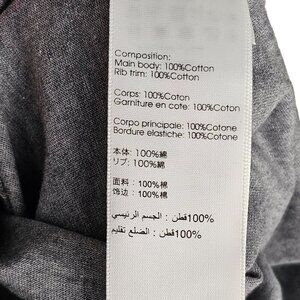 Composition:
Main body: 100%Cotton
Rib trim: 100%Cotton
Corps: 100%Coton
Garniture en cote: 100%Coton
Corpo principale: 100%Cotone
Bordure elastiche: 100%Cotone
本体: 100%綿
リブ: 100%綿
面料: 100%棉
饰边: 100%棉
100%قطن : الجسم الرئيسي
100%قطن : الضلع تقليم